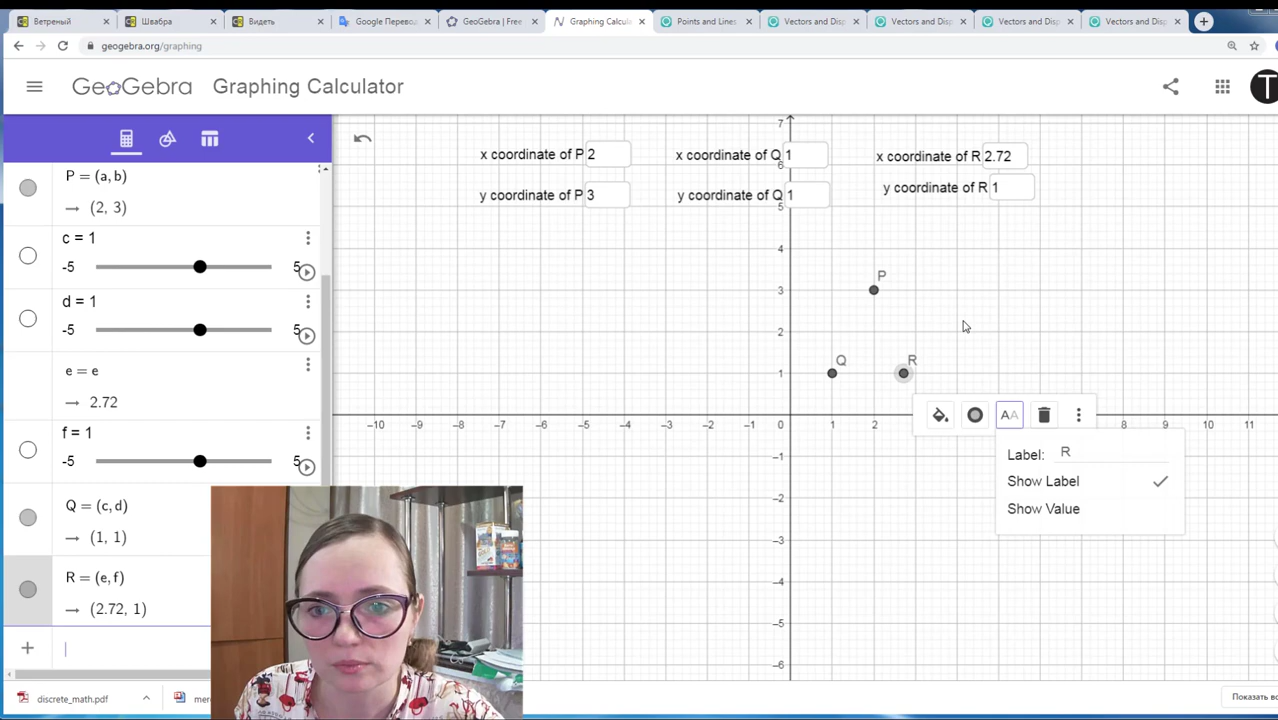 Ветреный
Швабра
Видеть
Google Перевод
GeoGebra | Free
Graphing Calcula
Points and Lines
Vectors and Disp
Vectors and Disp
Vectors and Disp
Vectors and Disp
geogebra.org/graphing
GeoGebra
Graphing Calculator
T
P = (a, b)
→ (2, 3)
c = 1
-5
5
d = 1
-5
5
e = e
→ 2.72
f = 1
-5
5
Q = (c, d)
→ (1, 1)
R = (e, f)
→ (2.72, 1)
x coordinate of P 2
x coordinate of Q 1
x coordinate of R 2.72
y coordinate of P 3
y coordinate of Q 1
y coordinate of R 1
7
6
5
4
3
2
1
P
Q
R
-10 -9 -8 -7 -6 -5 -4 -3 -2 -1 0 1 2 8 9 10 11
-1
-2
-3
-4
-5
-6
AA
Label: R
Show Label
Show Value
discrete_math.pdf
mer
Показать вс